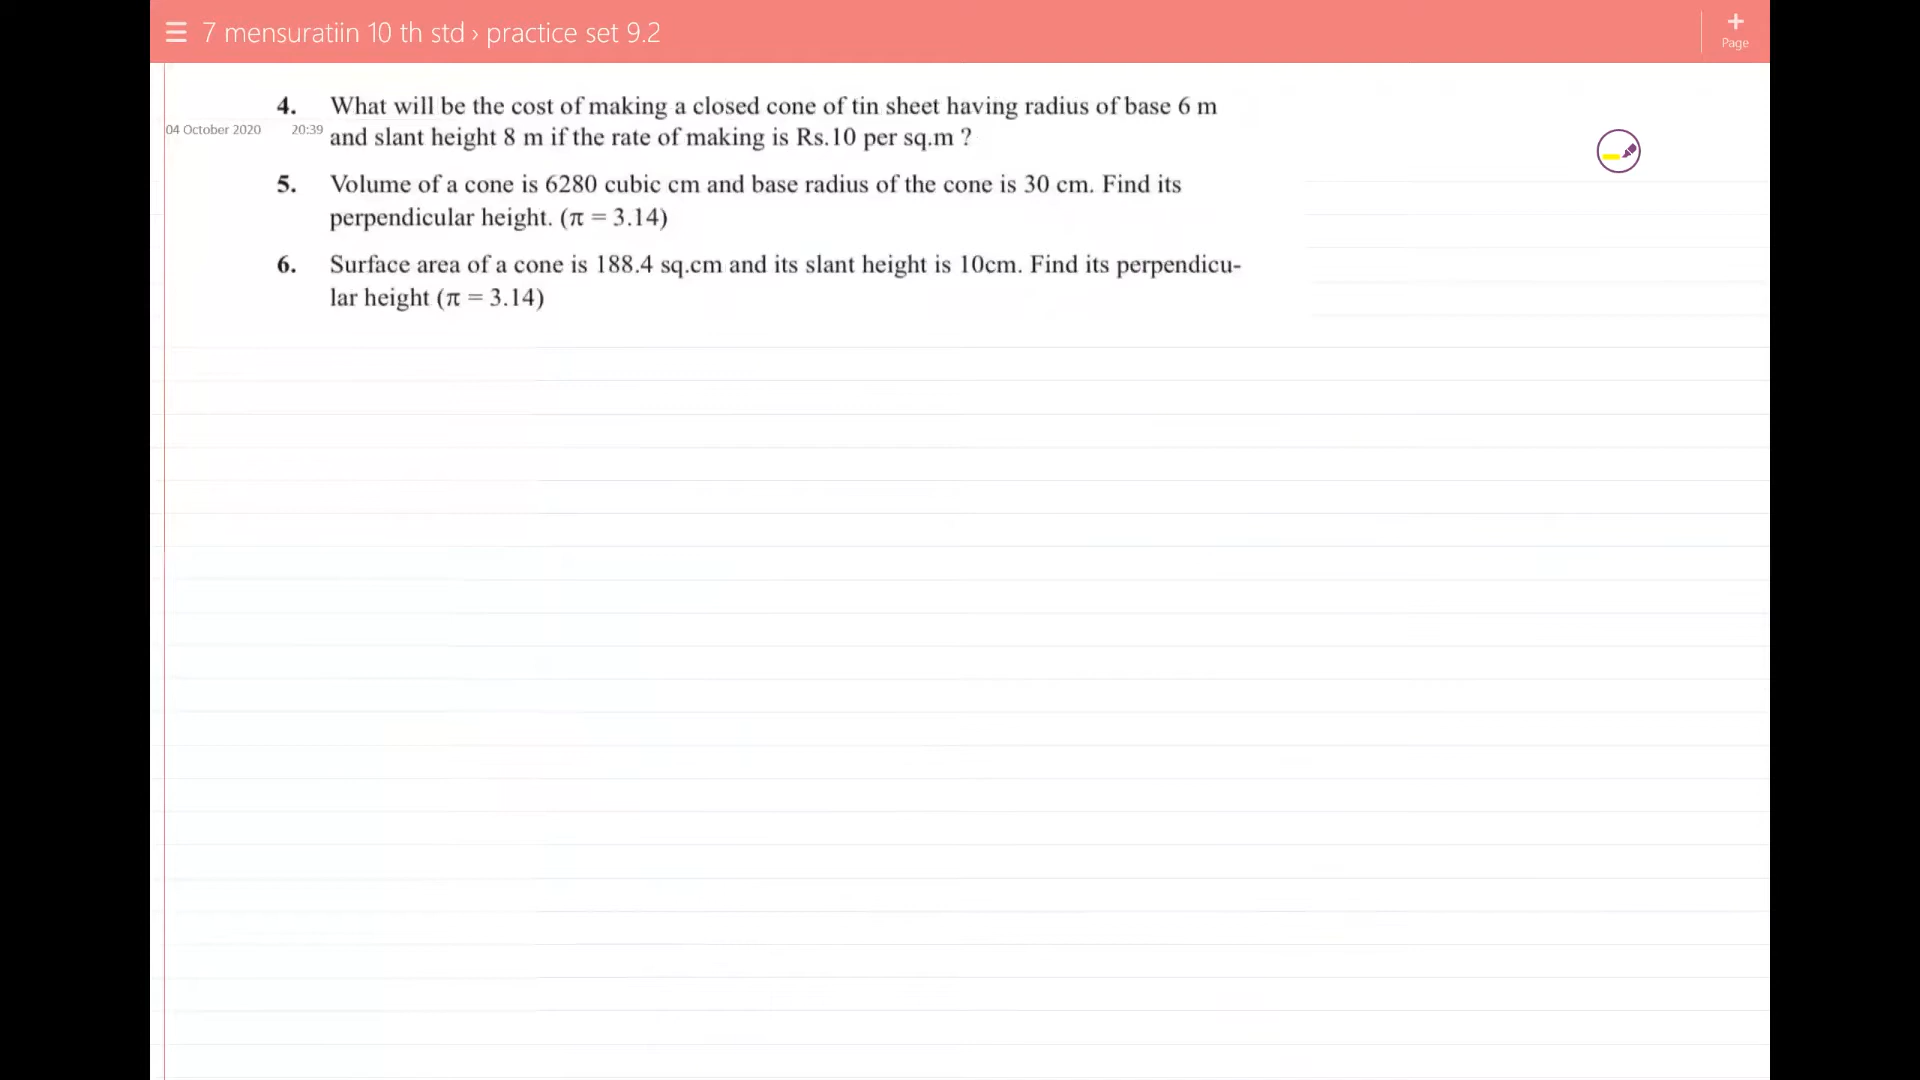 7 mensuratiin 10 th std › practice set 9.2
+
Page
4. What will be the cost of making a closed cone of tin sheet having radius of base 6 m
04 October 2020 20:39
and slant height 8 m if the rate of making is Rs.10 per sq.m ?
5. Volume of a cone is 6280 cubic cm and base radius of the cone is 30 cm. Find its
perpendicular height. (π = 3.14)
6. Surface area of a cone is 188.4 sq.cm and its slant height is 10cm. Find its perpendicu-
lar height (π = 3.14)